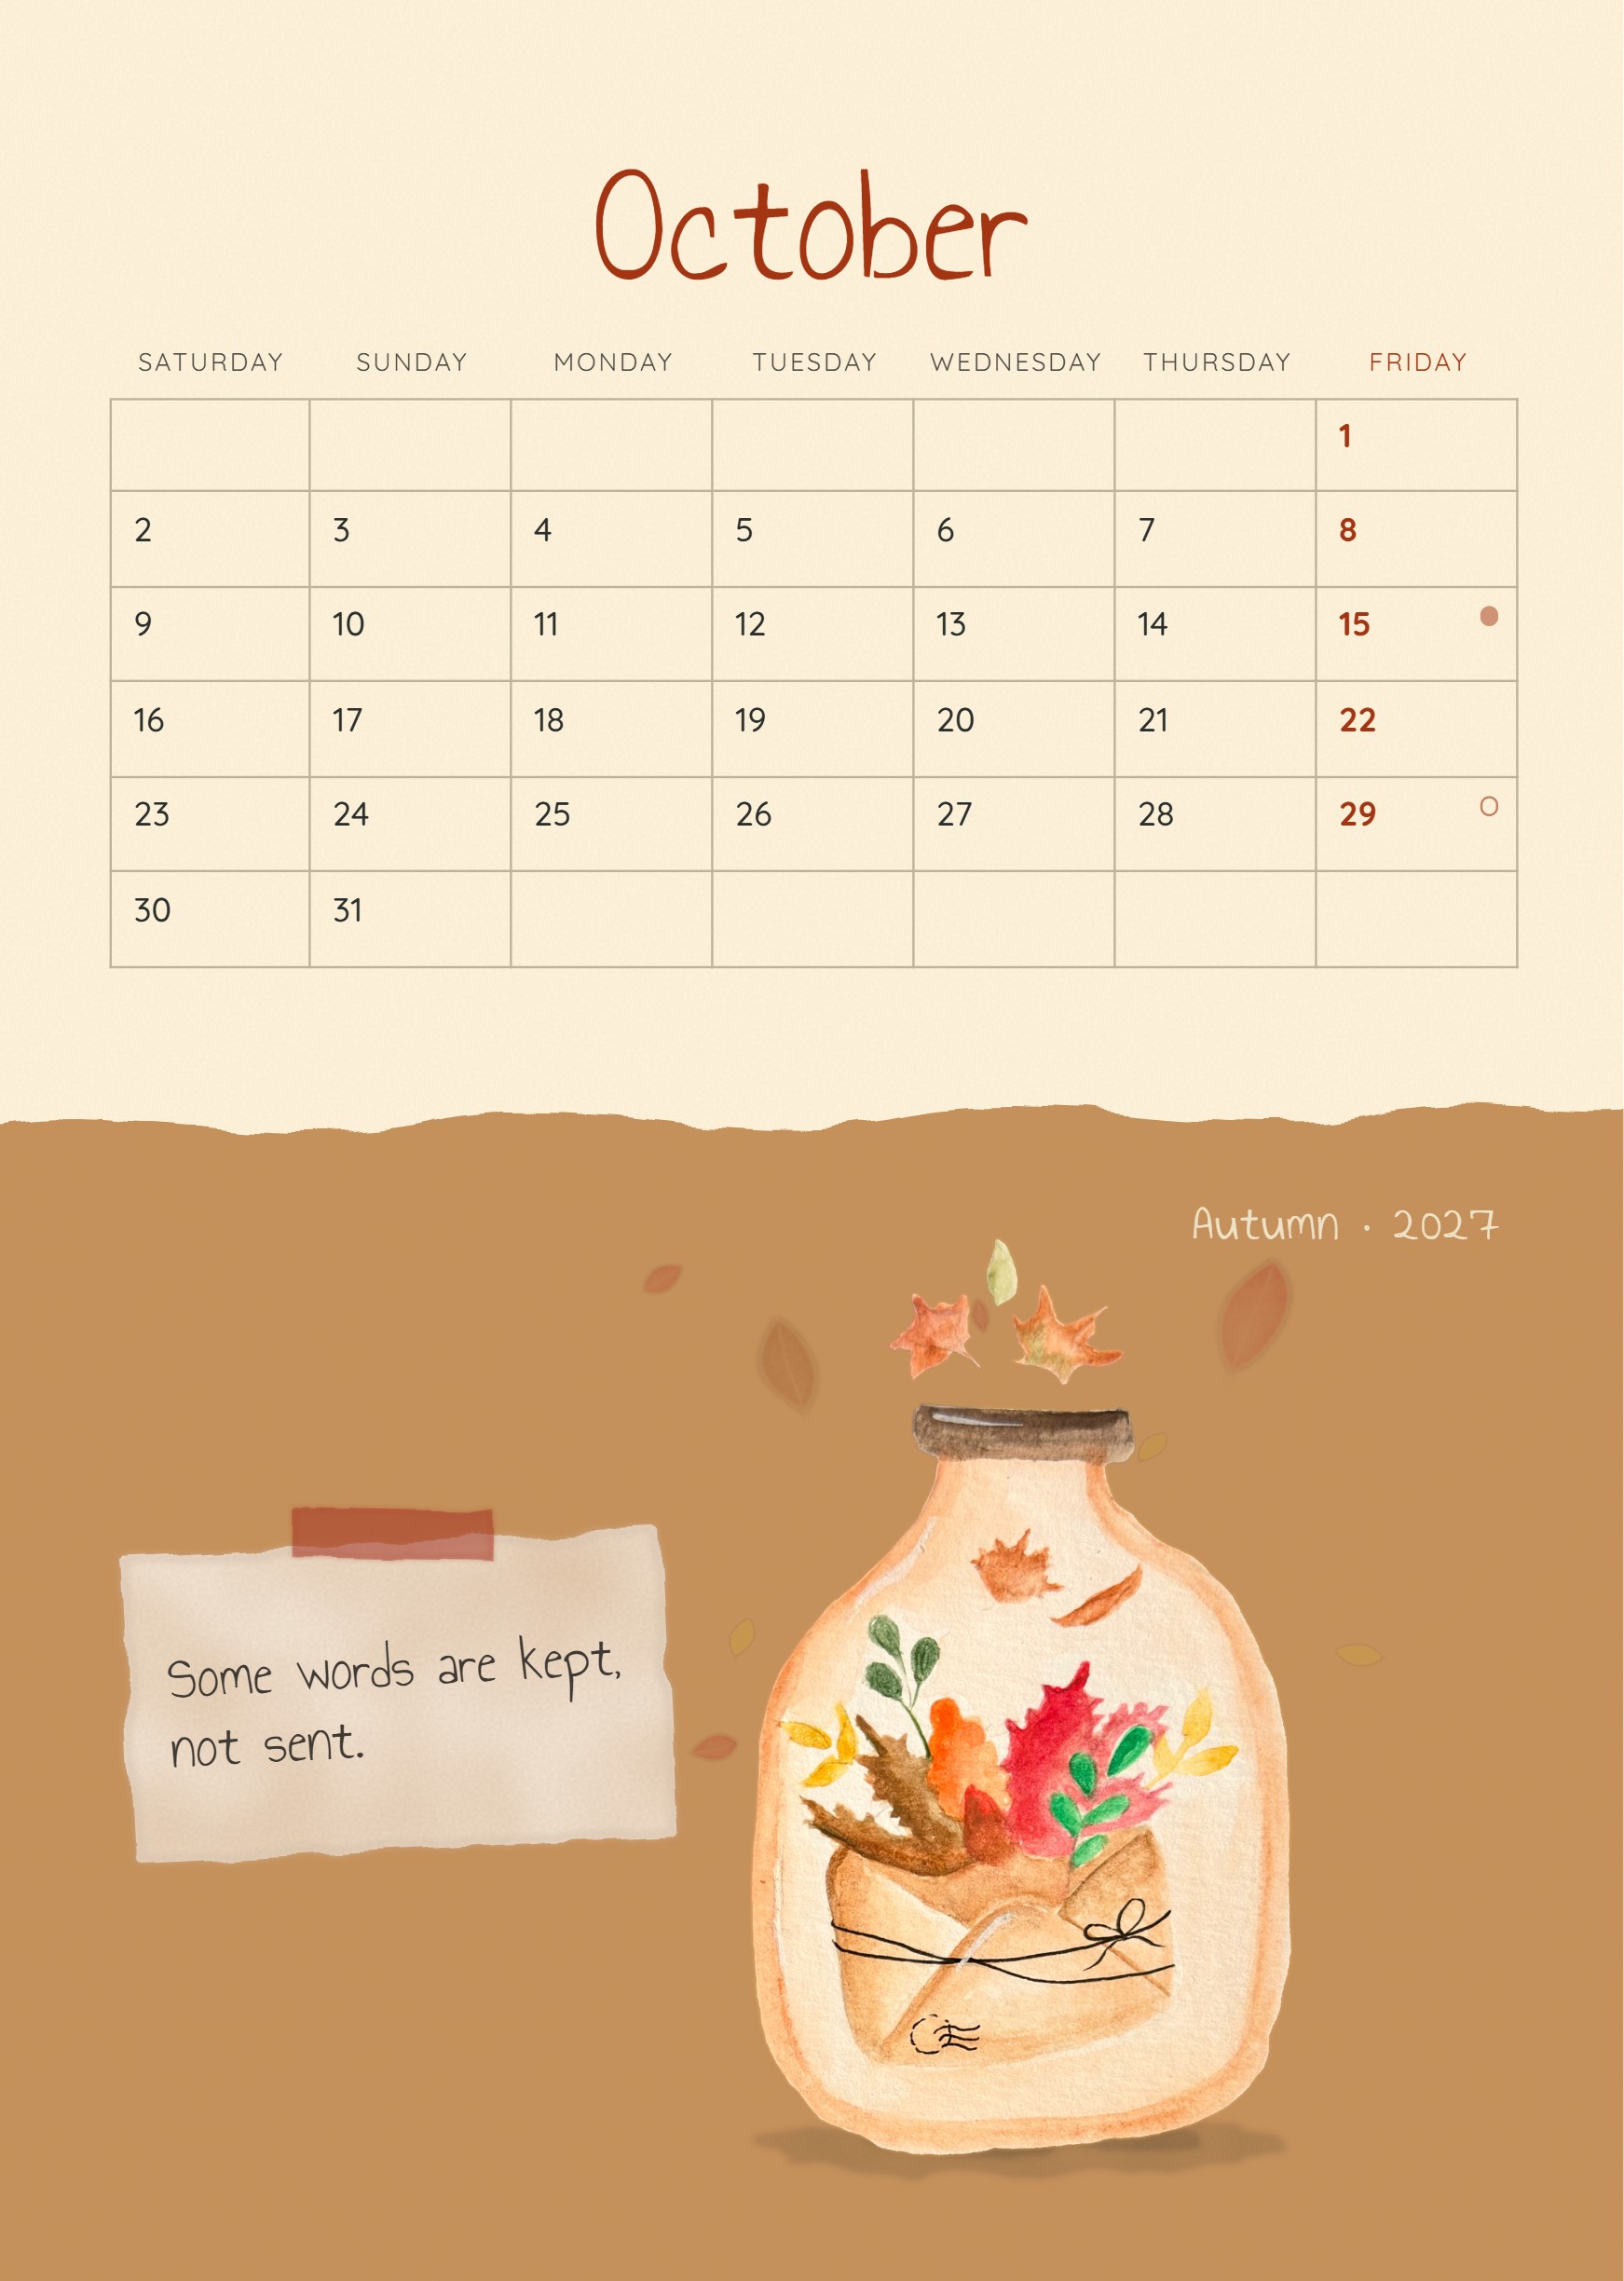 October
SATURDAY SUNDAY MONDAY TUESDAY WEDNESDAY THURSDAY FRIDAY
1
2 3 4 5 6 7 8
9 10 11 12 13 14 15
16 17 18 19 20 21 22
23 24 25 26 27 28 29
30 31
Autumn · 2027
Some words are kept,
not sent.